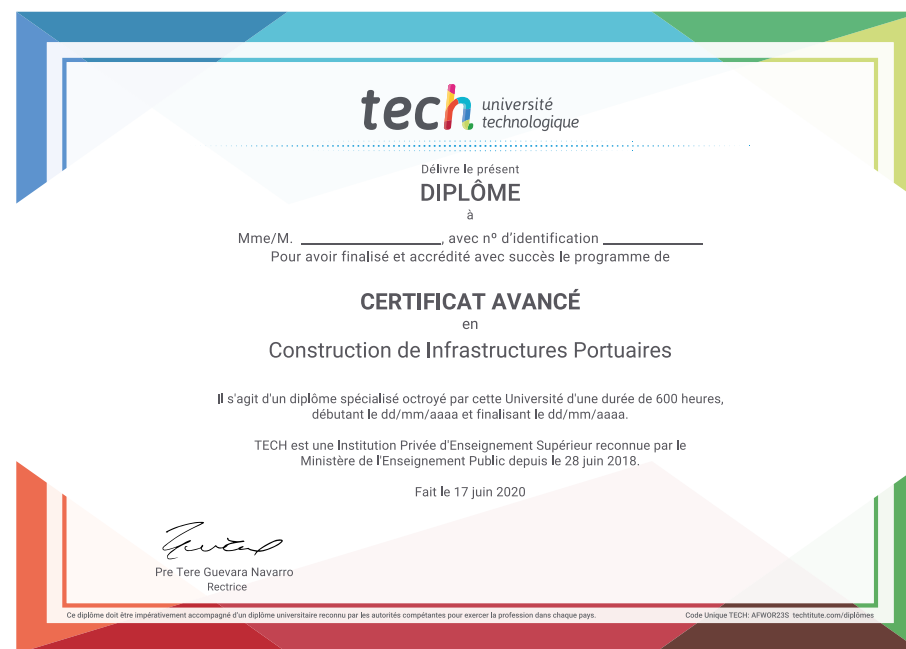 tech université
technologique
Délivre le présent
DIPLÔME
à
Mme/M. ____________________, avec nº d'identification ______________
Pour avoir finalisé et accrédité avec succès le programme de
CERTIFICAT AVANCÉ
en
Construction de Infrastructures Portuaires
Il s'agit d'un diplôme spécialisé octroyé par cette Université d'une durée de 600 heures,
débutant le dd/mm/aaaa et finalisant le dd/mm/aaaa.
TECH est une Institution Privée d'Enseignement Supérieur reconnue par le
Ministère de l'Enseignement Public depuis le 28 juin 2018.
Fait le 17 juin 2020
Pre Tere Guevara Navarro
Rectrice
Ce diplôme doit être impérativement accompagné d'un diplôme universitaire reconnu par les autorités compétantes pour exercer la profession dans chaque pays.
Code Unique TECH: AFWOR23S techtitute.com/diplômes